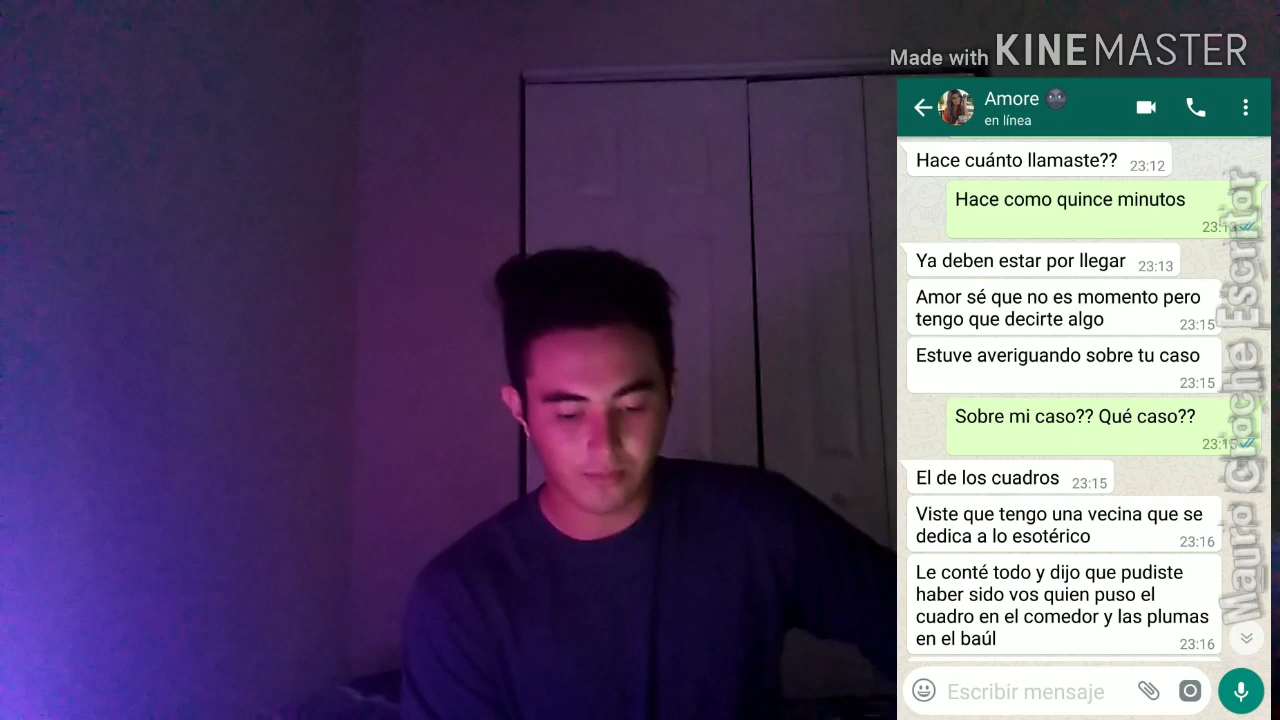 Made with KINEMASTER
Amore
en línea
Hace cuánto llamaste??
23:12
Hace como quince minutos
23:13
Ya deben estar por llegar
23:13
Amor sé que no es momento pero
tengo que decirte algo
23:15
Estuve averiguando sobre tu caso
23:15
Sobre mi caso?? Qué caso??
23:15
El de los cuadros
23:15
Viste que tengo una vecina que se
dedica a lo esotérico
23:16
Le conté todo y dijo que pudiste
haber sido vos quien puso el
cuadro en el comedor y las plumas
en el baúl
23:16
Escribir mensaje
Mauro Croche Escritor